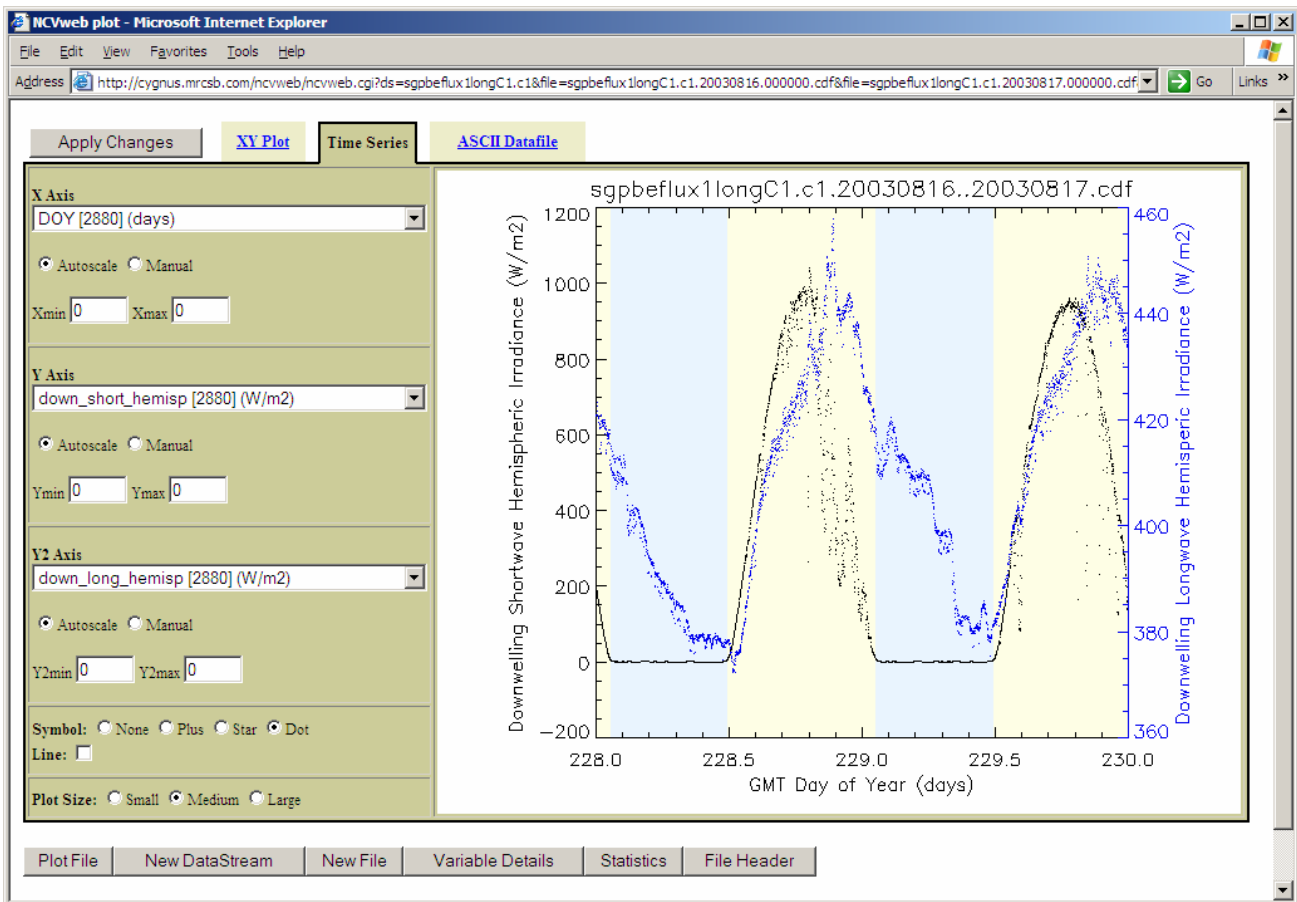 NCVweb plot - Microsoft Internet Explorer
File Edit View Favorites Tools Help
Address http://cygnus.mrcsb.com/ncvweb/ncvweb.cgi?ds=sgpbeflux1longC1.c1&file=sgpbeflux1longC1.c1.20030816.000000.cdf&file=sgpbeflux1longC1.c1.20030817.000000.cdf Go Links »
Apply Changes XY Plot Time Series ASCII Datafile
X Axis
DOY [2880] (days)
Autoscale Manual
Xmin 0 Xmax 0
Y Axis
down_short_hemisp [2880] (W/m2)
Autoscale Manual
Ymin 0 Ymax 0
Y2 Axis
down_long_hemisp [2880] (W/m2)
Autoscale Manual
Y2min 0 Y2max 0
Symbol: None Plus Star Dot
Line:
Plot Size: Small Medium Large
sgpbeflux1longC1.c1.20030816..20030817.cdf
Downwelling Shortwave Hemispheric Irradiance (W/m2)
1200
1000
800
600
400
200
0
-200
460
440
420
400
380
360
Downwelling Longwave Hemisperic Irradiance (W/m2)
228.0 228.5 229.0 229.5 230.0
GMT Day of Year (days)
Plot File New DataStream New File Variable Details Statistics File Header